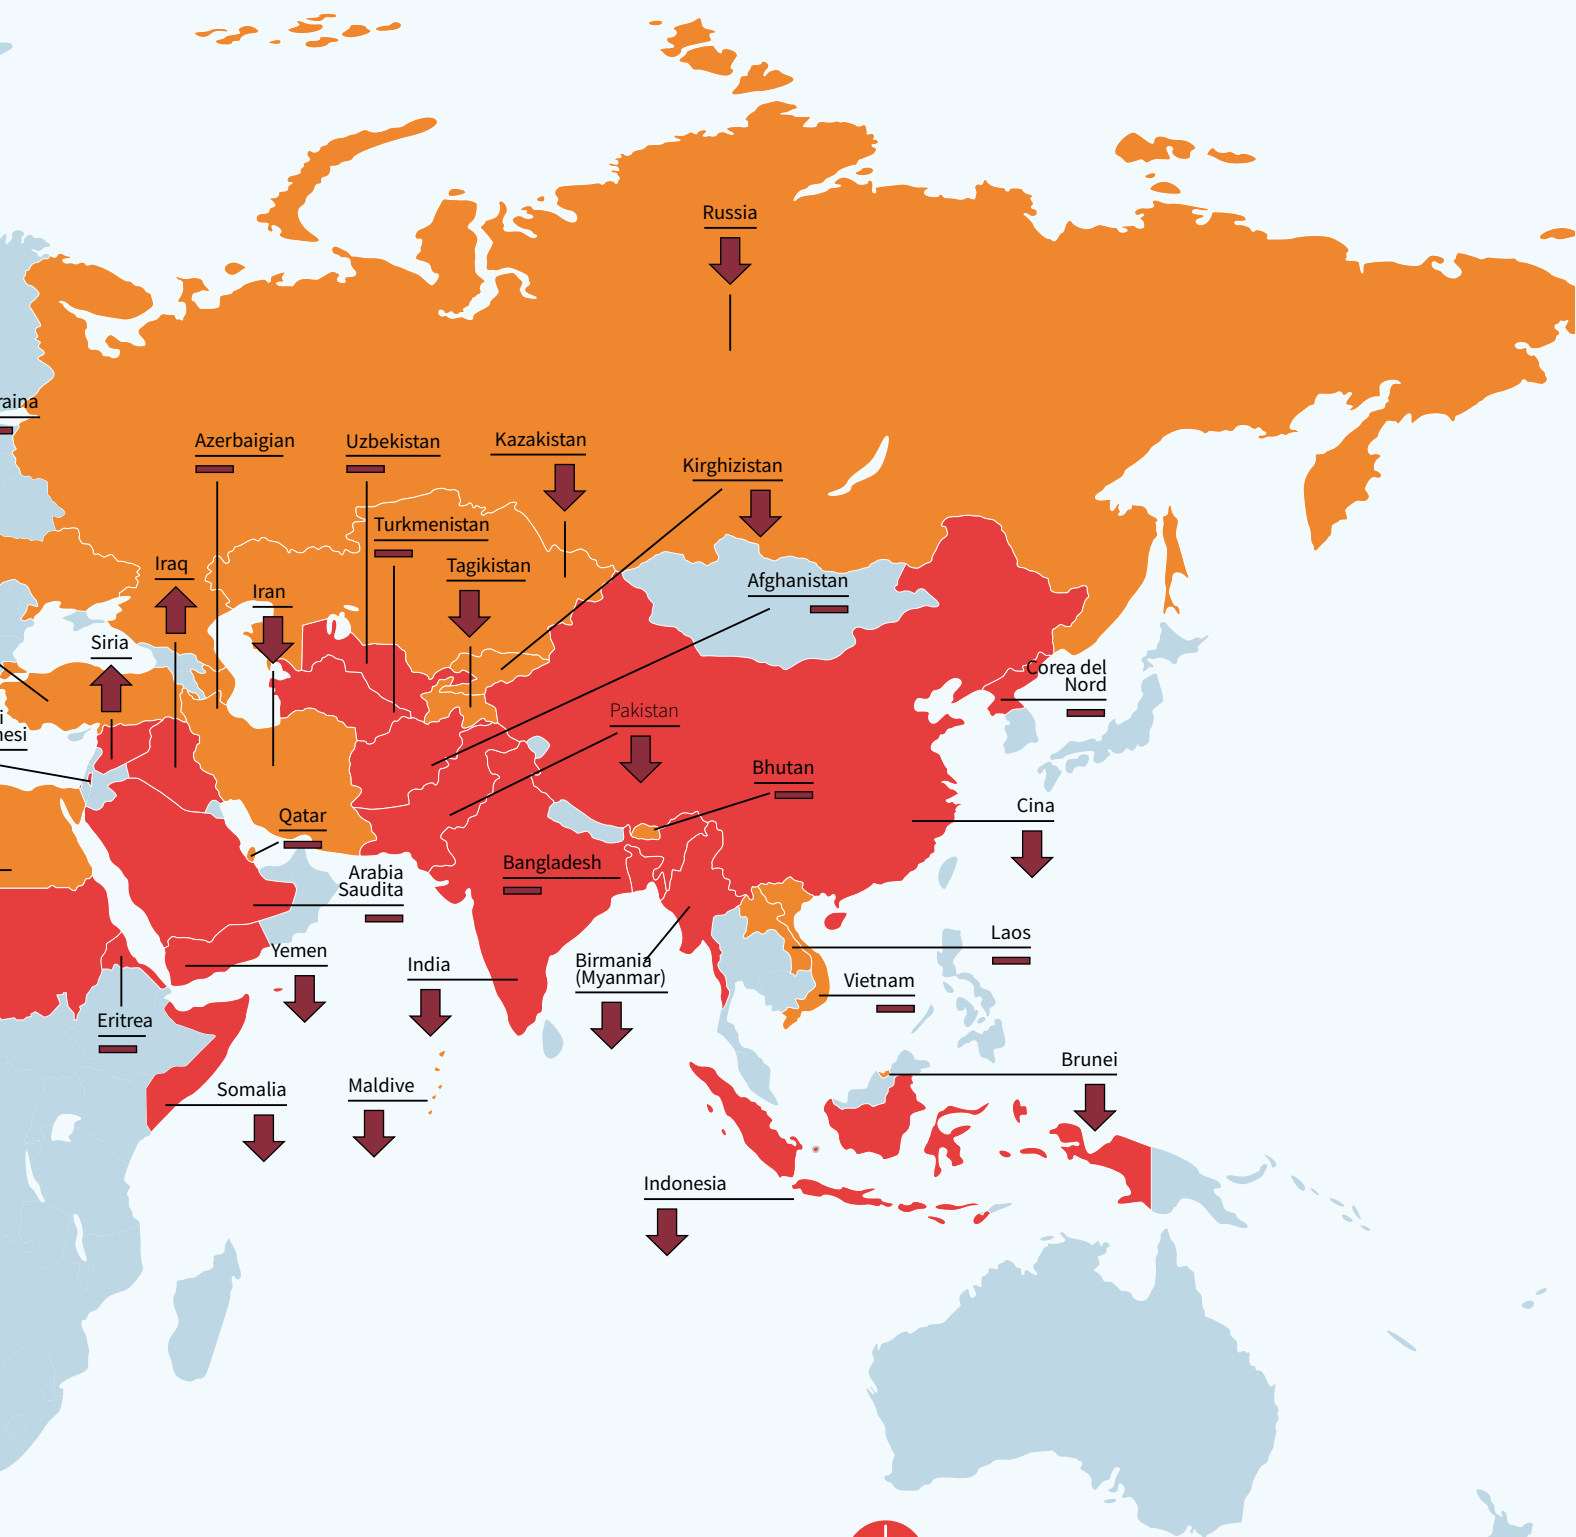 Russia
raina
Azerbaigian
Uzbekistan
Kazakistan
Kirghizistan
Turkmenistan
Iraq
Tagikistan
Iran
Afghanistan
Siria
Corea del
Nord
Pakistan
i
nesi
Bhutan
Cina
Qatar
Bangladesh
Arabia
Saudita
Laos
Yemen
India
Birmania
(Myanmar)
Vietnam
Eritrea
Brunei
Somalia
Maldive
Indonesia